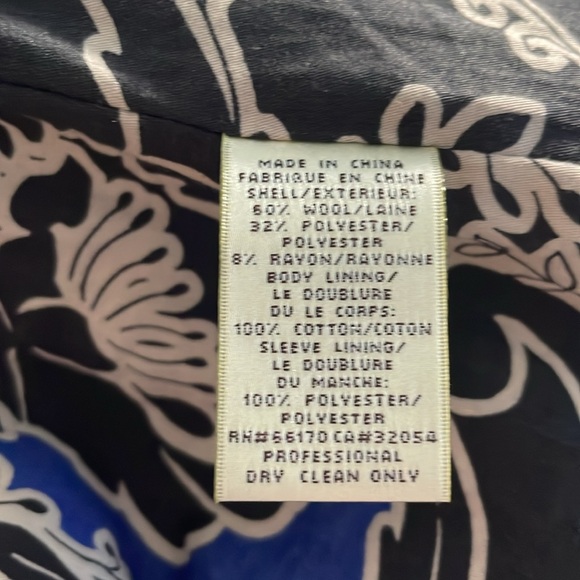 MADE IN CHINA
FABRIQUE EN CHINE
SHELL/EXTERIEUR:
60% WOOL/LAINE
32% POLYESTER/
POLYESTER
8% RAYON/RAYONNE
BODY LINING/
LE DOUBLURE
DU LE CORPS:
100% COTTON/COTON
SLEEVE LINING/
LE DOUBLURE
DU MANCHE:
100% POLYESTER/
POLYESTER
RN#66170 CA#32054
PROFESSIONAL
DRY CLEAN ONLY